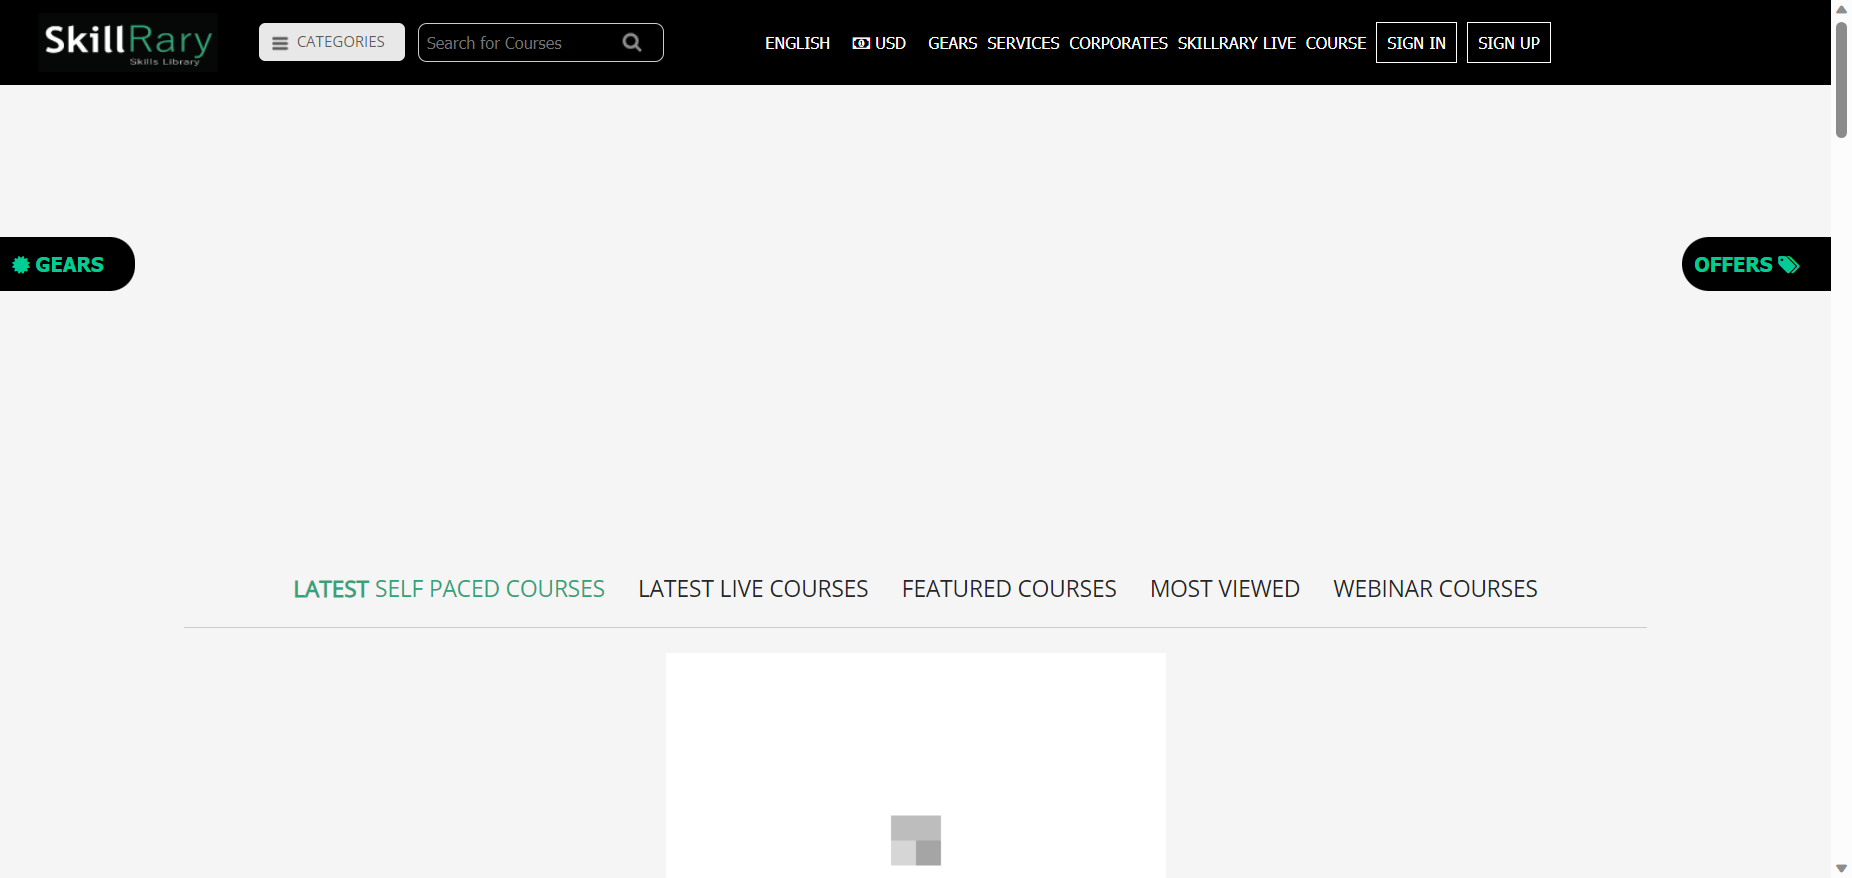 SkillRary
Skills Library
CATEGORIES
Search for Courses
ENGLISH USD GEARS SERVICES CORPORATES SKILLRARY LIVE COURSE SIGN IN SIGN UP
GEARS
OFFERS
LATEST SELF PACED COURSES LATEST LIVE COURSES FEATURED COURSES MOST VIEWED WEBINAR COURSES